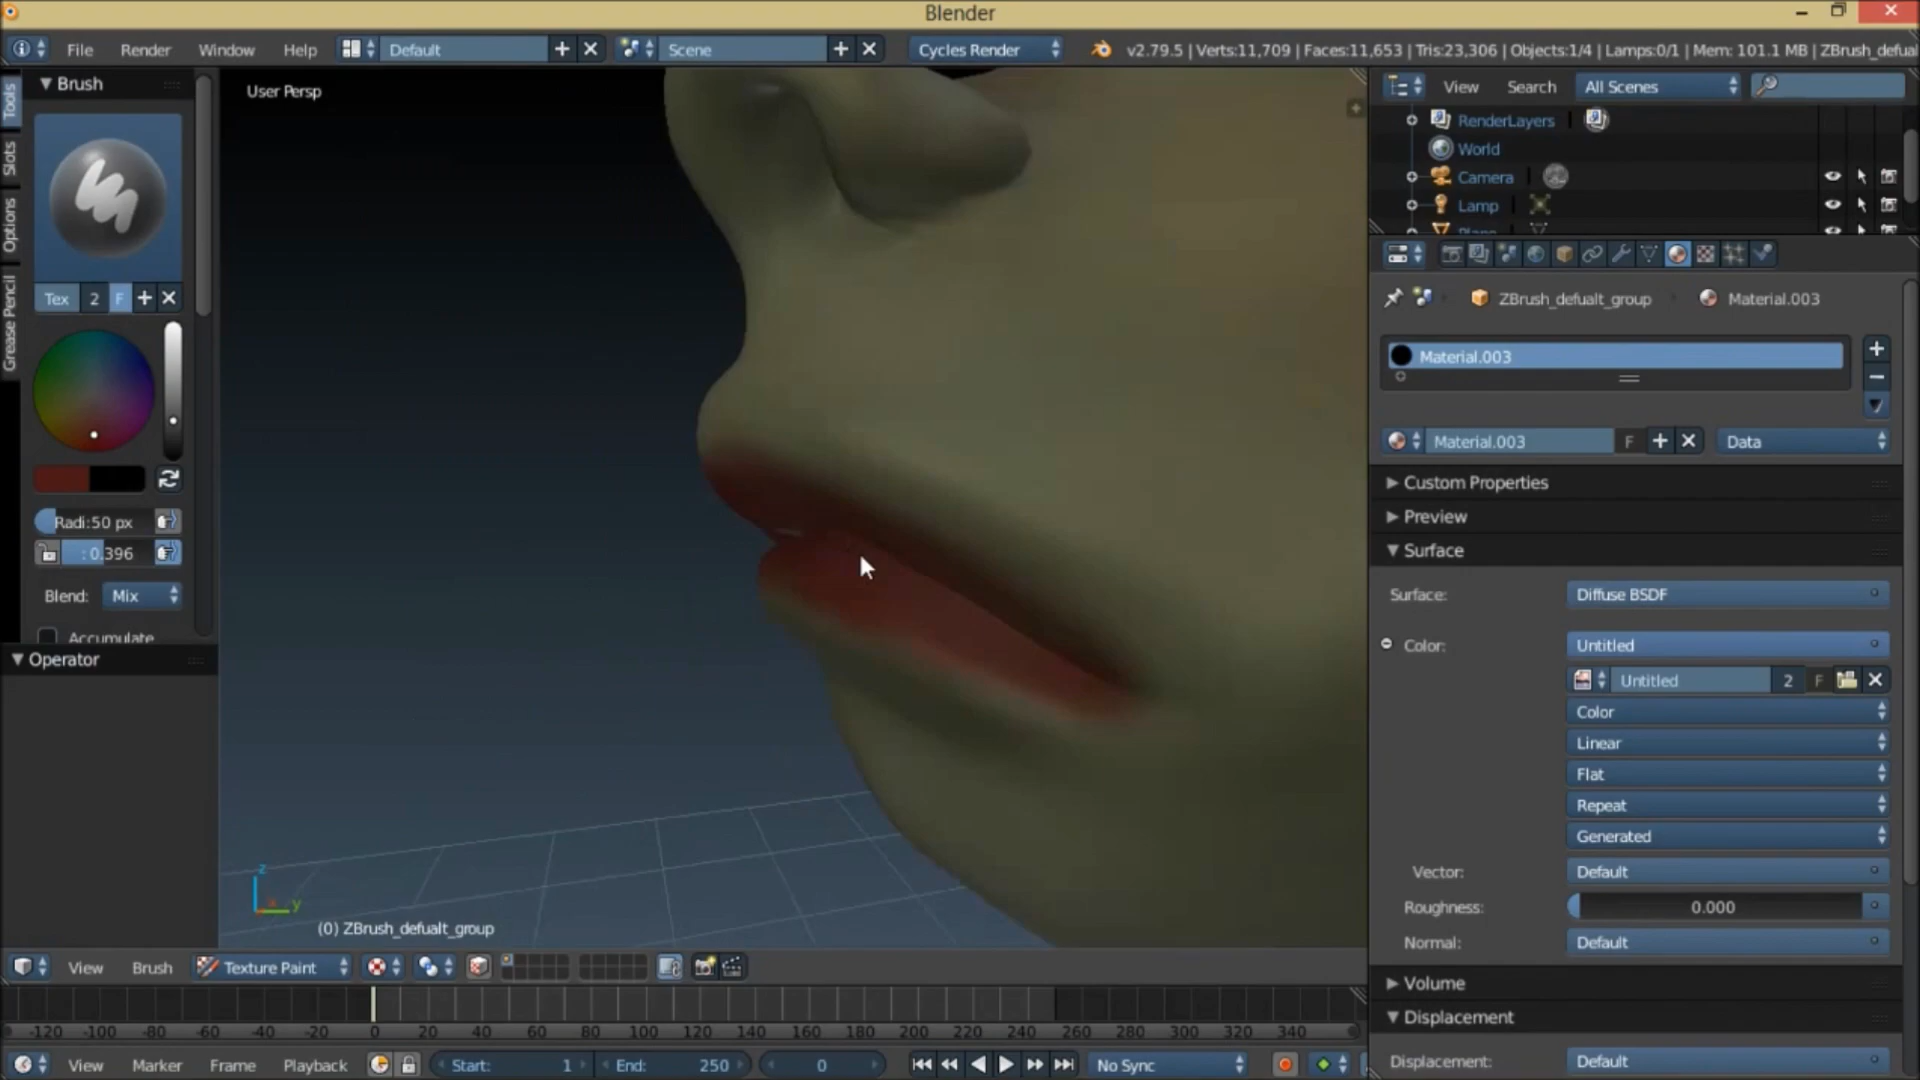 Blender
File Render Window Help Default Scene Cycles Render v2.79.5 | Verts:11,709 | Faces:11,653 | Tris:23,306 | Objects:1/4 | Lamps:0/1 | Mem: 101.1 MB | ZBrush_defual
Brush
Tools
Slots
Options
Grease Pencil
User Persp
View Search All Scenes
RenderLayers
World
Camera
Lamp
Tex 2 F
ZBrush_defualt_group Material.003
Material.003
Material.003 F Data
Radi:50 px
: 0.396
Blend: Mix
Accumulate
Operator
Custom Properties
Preview
Surface
Surface: Diffuse BSDF
Color: Untitled
Untitled 2 F
Color
Linear
Flat
Repeat
Generated
Vector: Default
Roughness: 0.000
Normal: Default
Volume
Displacement
Displacement: Default
z
x y
(0) ZBrush_defualt_group
View Brush Texture Paint
-120 -100 -80 -60 -40 -20 0 20 40 60 80 100 120 140 160 180 200 220 240 260 280 300 320 340
View Marker Frame Playback Start: 1 End: 250 0 No Sync